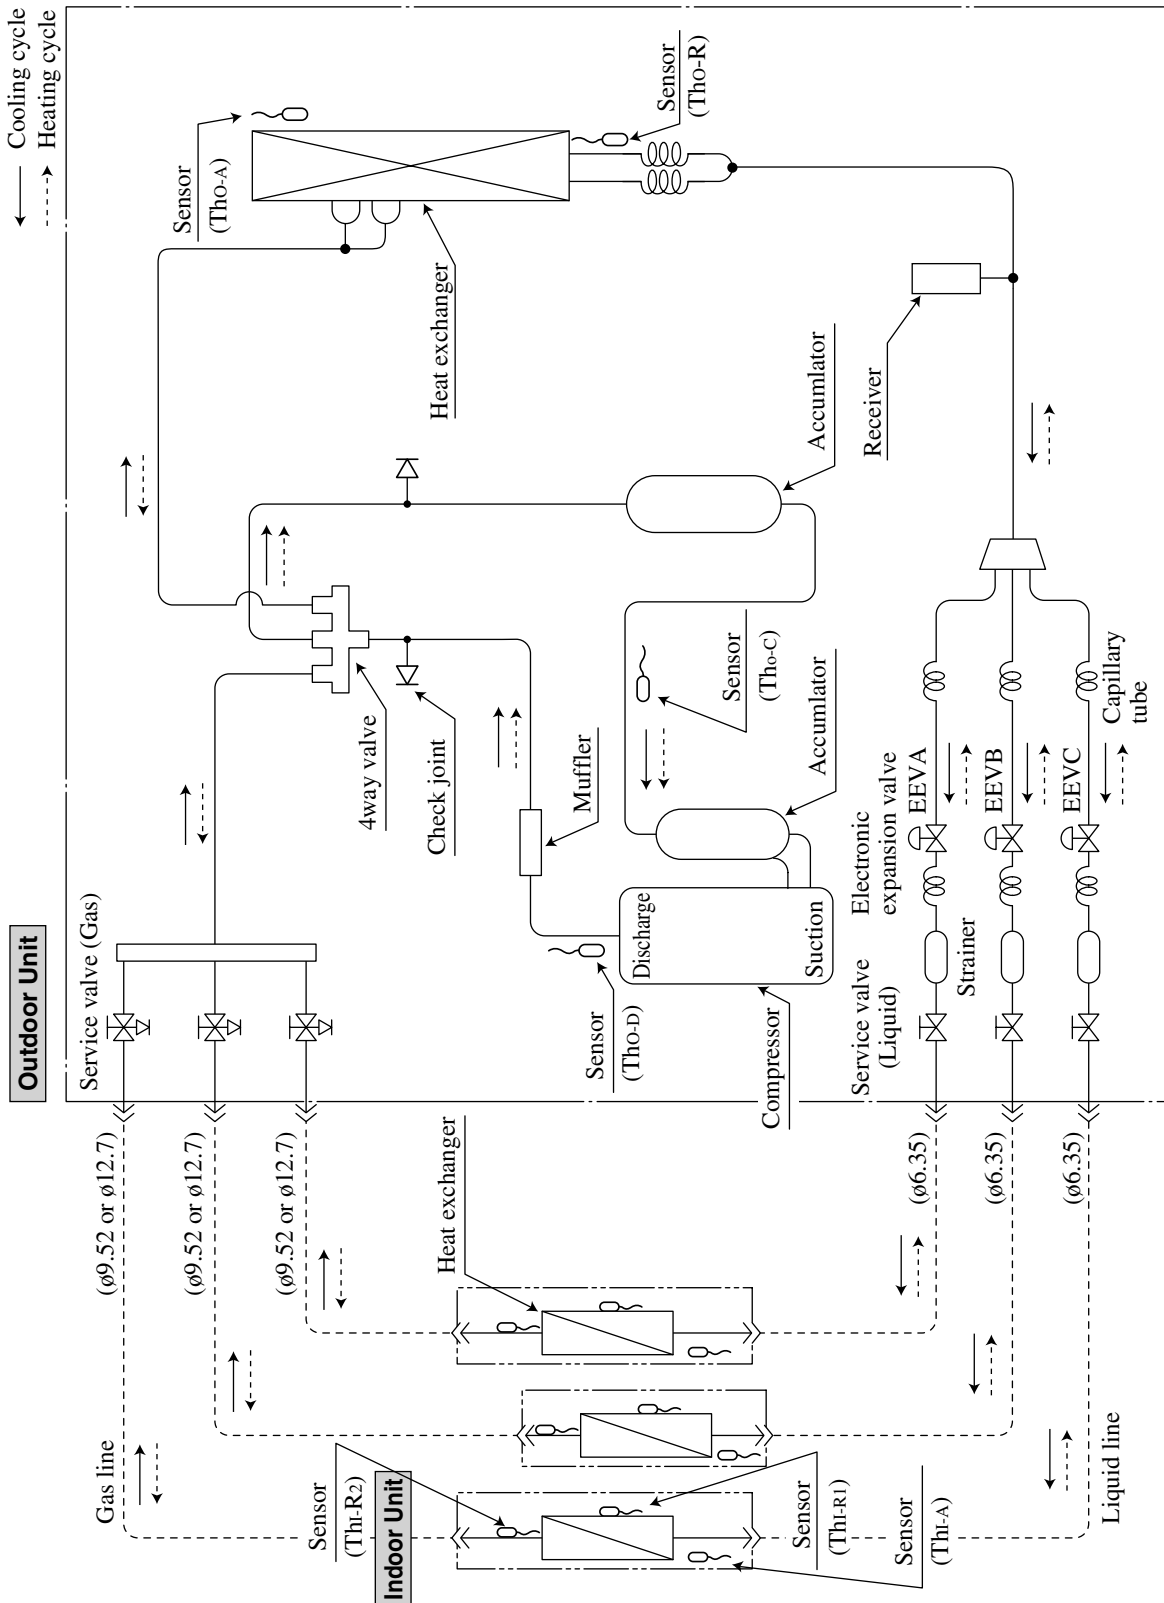 Cooling cycle
Heating cycle
Outdoor Unit
Service valve (Gas)
4way valve
Check joint
Muffler
Sensor
(Tho-A)
Heat exchanger
Sensor
(Tho-R)
Accumlator
Receiver
Sensor
(Tho-C)
Accumlator
Discharge
Suction
Sensor
(Tho-D)
Compressor
Service valve
(Liquid)
Strainer
Electronic
expansion valve
EEVA
EEVB
EEVC
Capillary
tube
(ø9.52 or ø12.7)
(ø9.52 or ø12.7)
(ø9.52 or ø12.7)
(ø6.35)
(ø6.35)
(ø6.35)
Heat exchanger
Gas line
Liquid line
Indoor Unit
Sensor
(ThI-R2)
Sensor
(ThI-R1)
Sensor
(ThI-A)